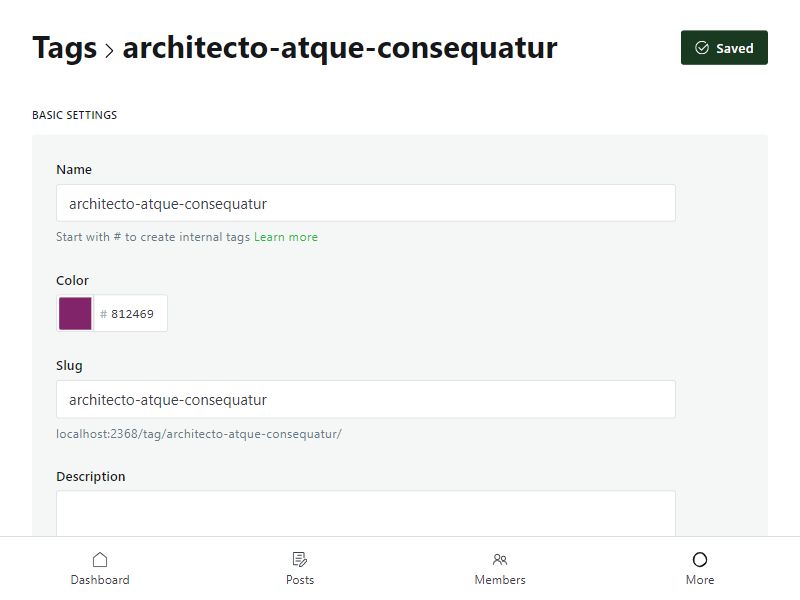 Tags > architecto-atque-consequatur
Saved
BASIC SETTINGS
Name
architecto-atque-consequatur
Start with # to create internal tags Learn more
Color
# 812469
Slug
architecto-atque-consequatur
localhost:2368/tag/architecto-atque-consequatur/
Description
Dashboard
Posts
Members
More